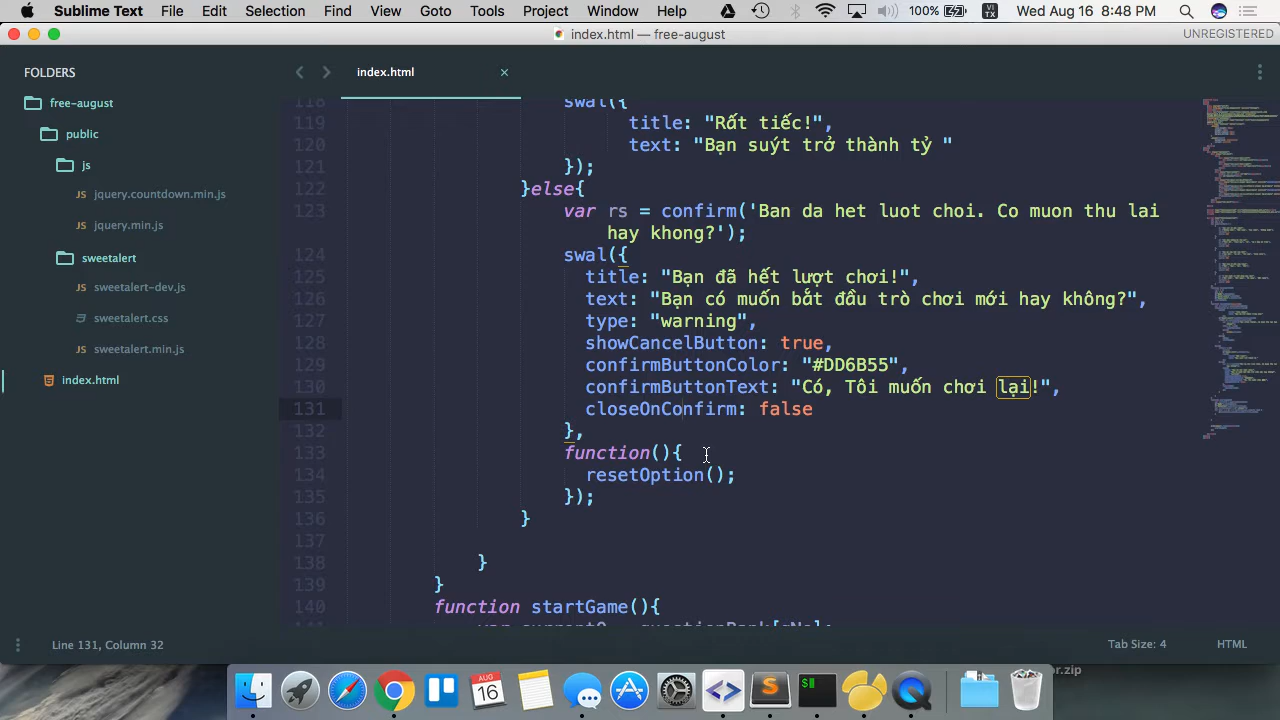 Sublime Text File Edit Selection Find View Goto Tools Project Window Help 100% VI TX Wed Aug 16 8:48 PM
index.html — free-august UNREGISTERED
FOLDERS
free-august
public
js
jquery.countdown.min.js
jquery.min.js
sweetalert
sweetalert-dev.js
sweetalert.css
sweetalert.min.js
index.html
index.html ×
118 swal({
119 title: "Rất tiếc!",
120 text: "Bạn suýt trở thành tỷ "
121 });
122 }else{
123 var rs = confirm('Ban da het luot choi. Co muon thu lai
hay khong?');
124 swal({
125 title: "Bạn đã hết lượt chơi!",
126 text: "Bạn có muốn bắt đầu trò chơi mới hay không?",
127 type: "warning",
128 showCancelButton: true,
129 confirmButtonColor: "#DD6B55",
130 confirmButtonText: "Có, Tôi muốn chơi lại!",
131 closeOnConfirm: false
132 },
133 function(){
134 resetOption();
135 });
136 }
137
138 }
139 }
140 function startGame(){
Line 131, Column 32 Tab Size: 4 HTML
AUG
16